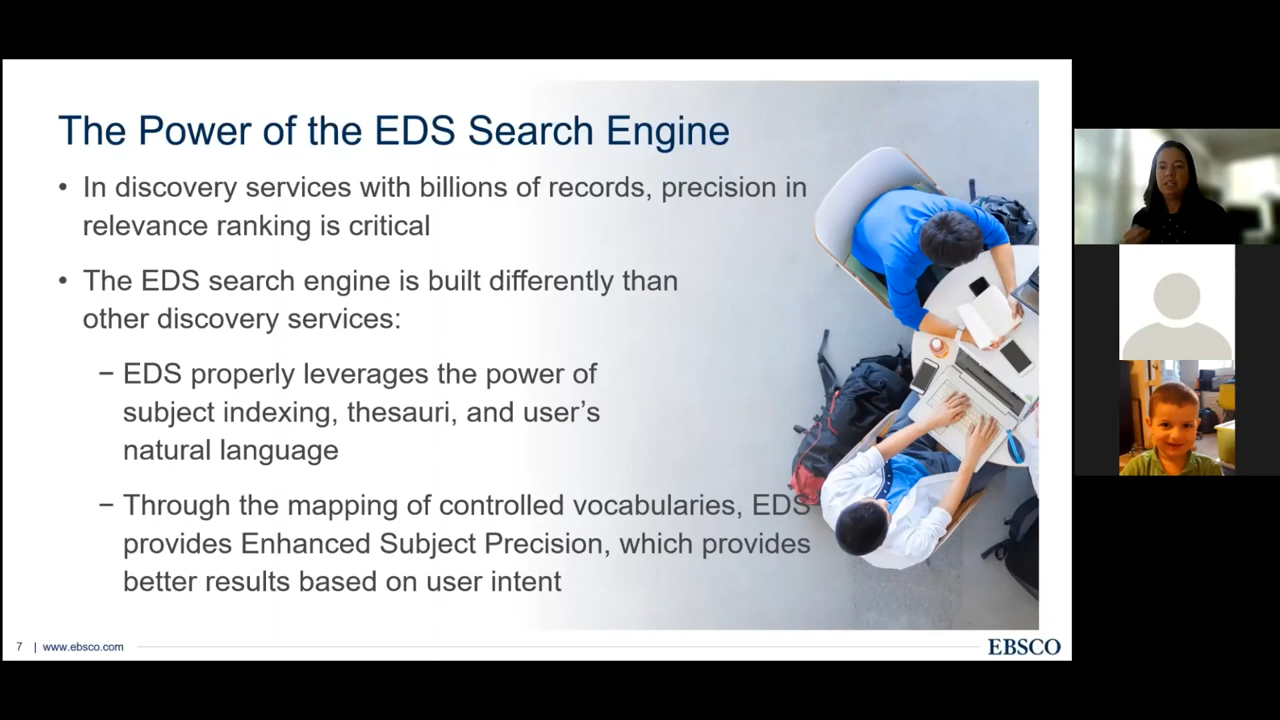 The Power of the EDS Search Engine
• In discovery services with billions of records, precision in
relevance ranking is critical
• The EDS search engine is built differently than
other discovery services:
− EDS properly leverages the power of
subject indexing, thesauri, and user’s
natural language
− Through the mapping of controlled vocabularies, EDS
provides Enhanced Subject Precision, which provides
better results based on user intent
7 | www.ebsco.com
EBSCO